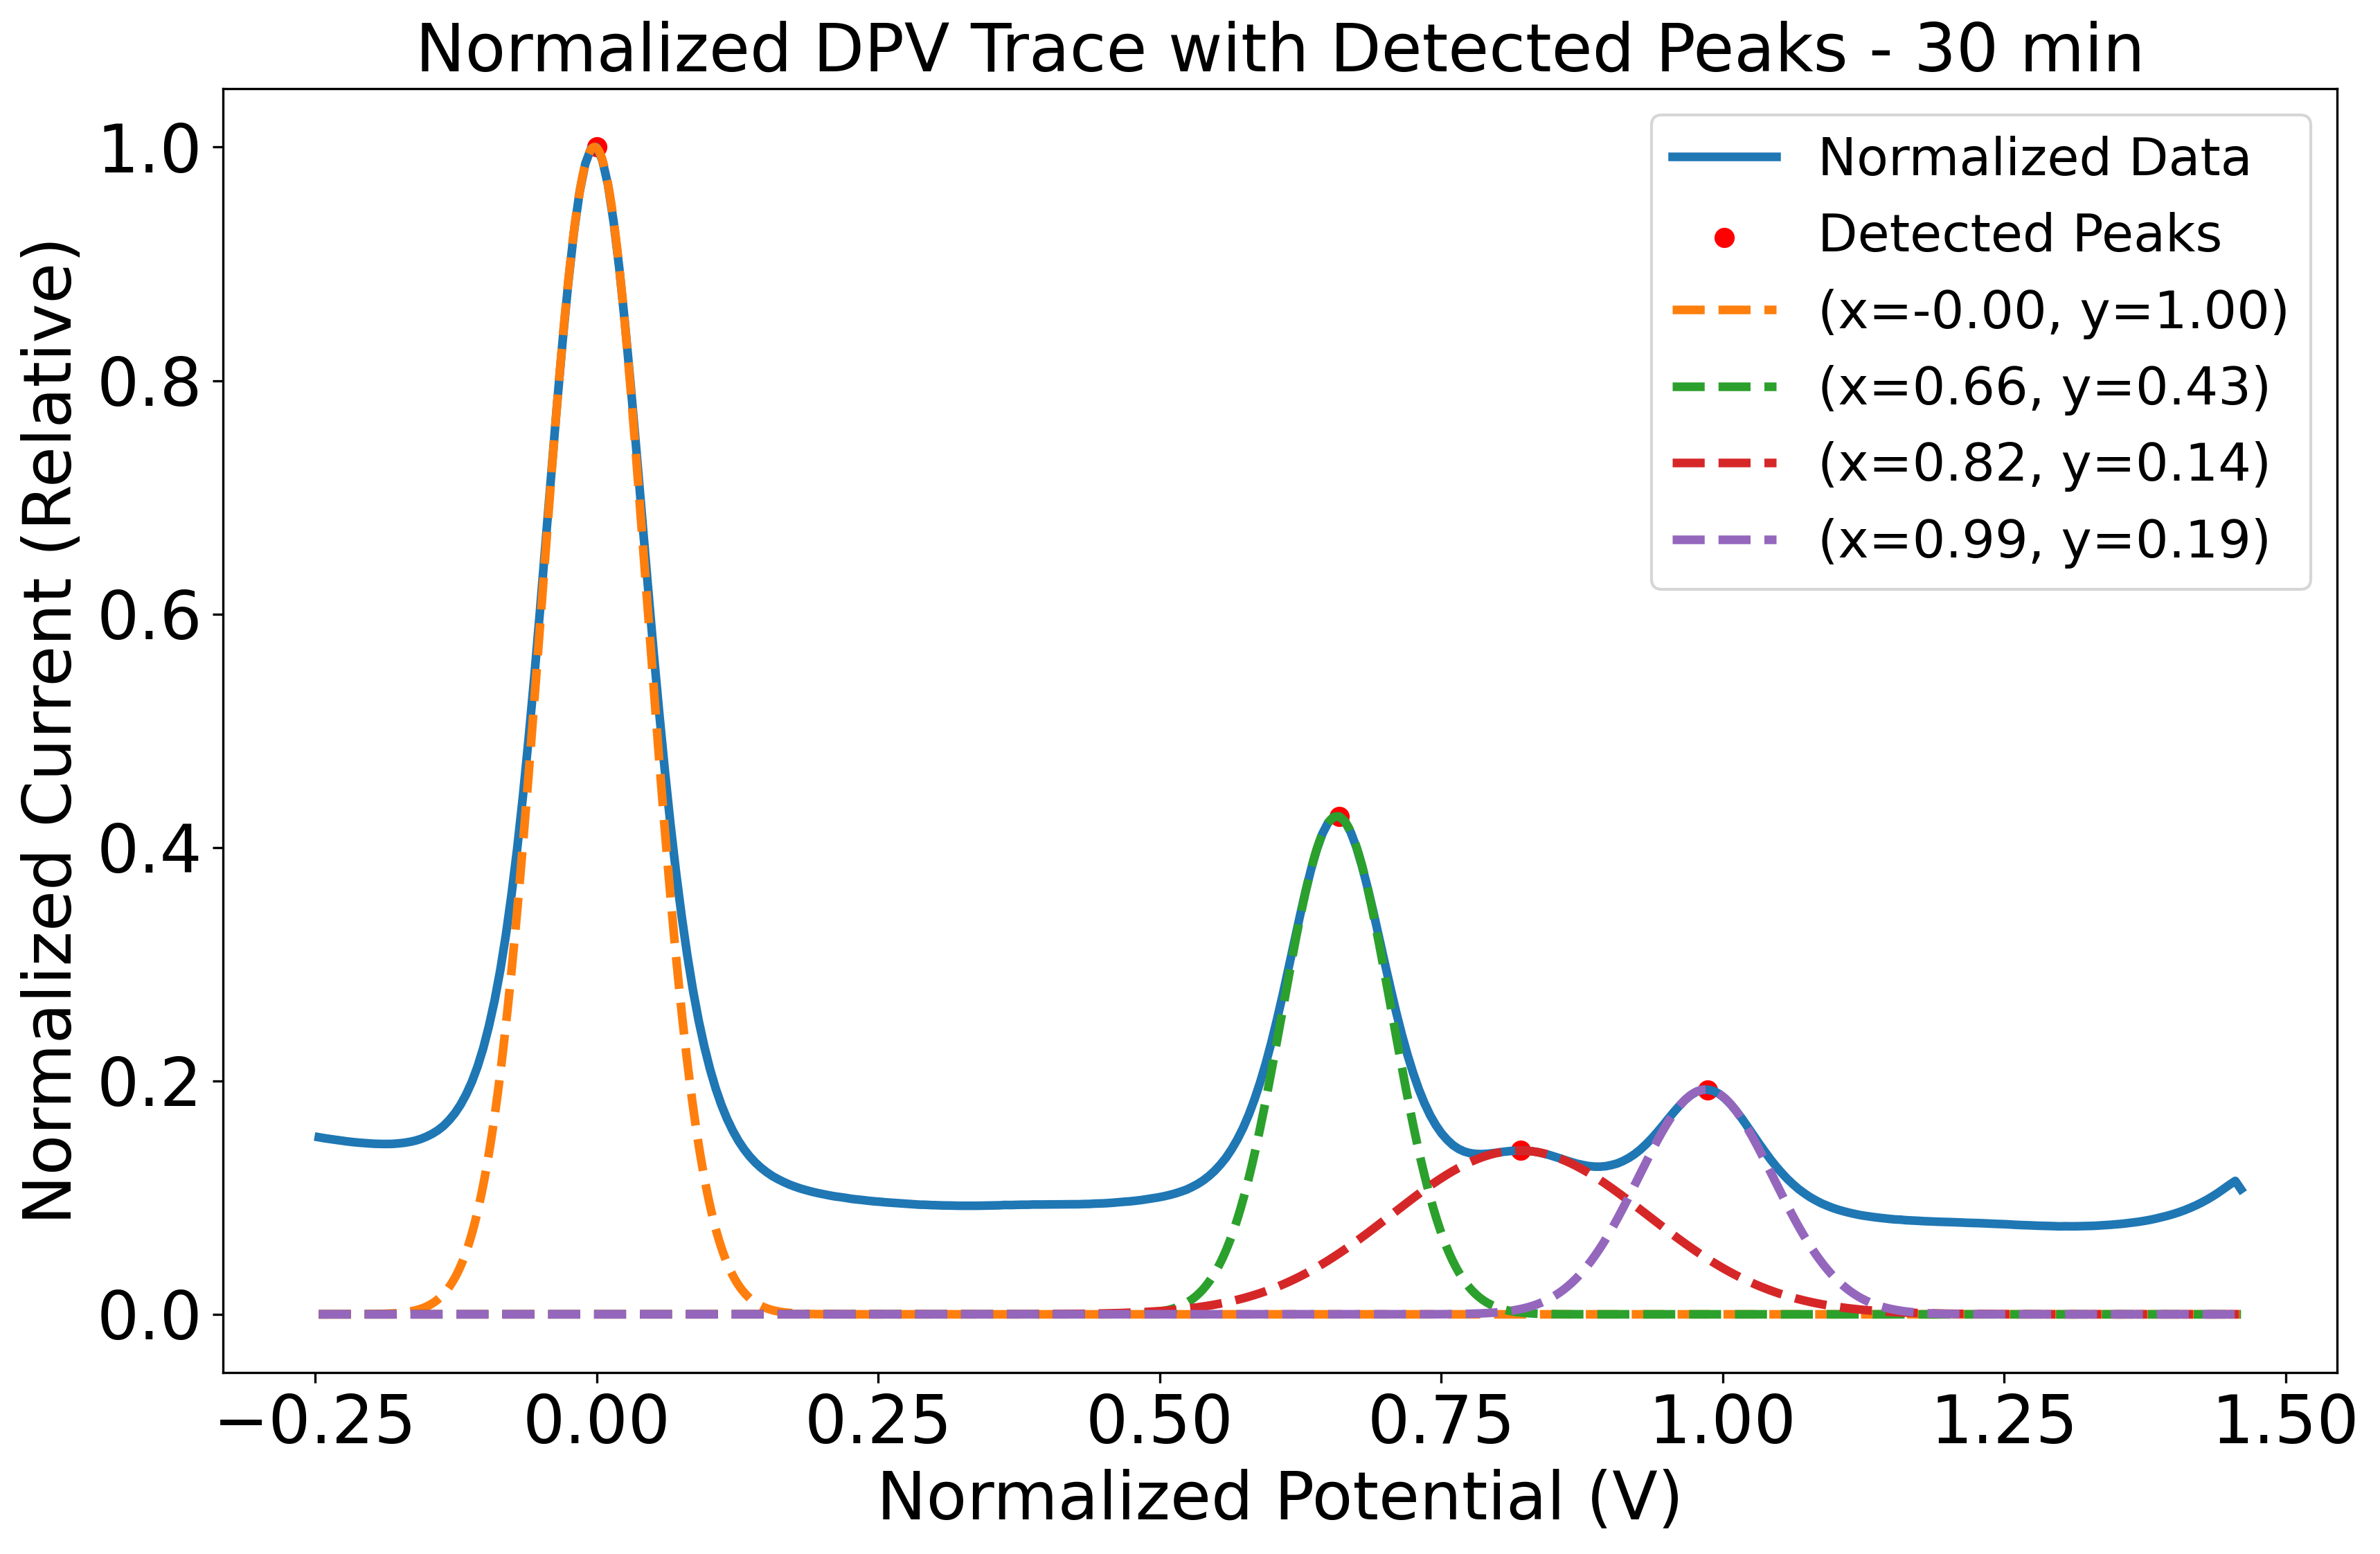 Normalized DPV Trace with Detected Peaks - 30 min
Normalized Current (Relative)
1.0
0.8
0.6
0.4
0.2
0.0
Normalized Data
Detected Peaks
(x=-0.00, y=1.00)
(x=0.66, y=0.43)
(x=0.82, y=0.14)
(x=0.99, y=0.19)
−0.25 0.00 0.25 0.50 0.75 1.00 1.25 1.50
Normalized Potential (V)